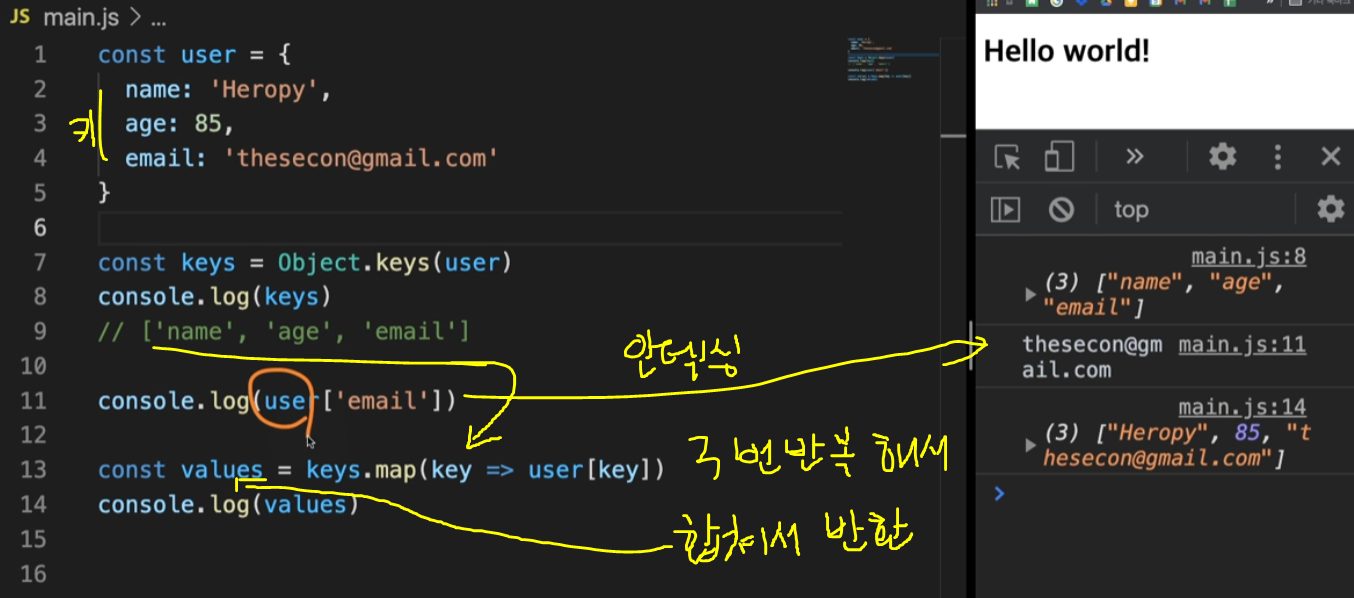 JS main.js > ...
1 const user = {
2 name: 'Heropy',
3 age: 85,
4 email: 'thesecon@gmail.com'
5 }
6
7 const keys = Object.keys(user)
8 console.log(keys)
9 // ['name', 'age', 'email']
10
11 console.log(user['email'])
12
13 const values = keys.map(key => user[key])
14 console.log(values)
15
16
키
인덱싱
반복 해서
합쳐서 반환
Hello world!
top
main.js:8
(3) ["name", "age",
"email"]
thesecon@gm main.js:11
ail.com
main.js:14
(3) ["Heropy", 85, "t
hesecon@gmail.com"]